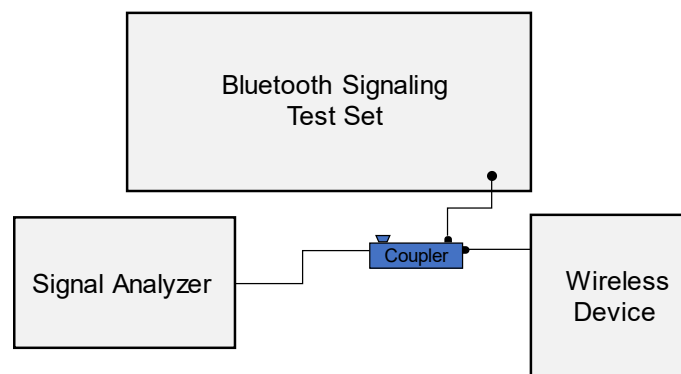 Bluetooth Signaling
Test Set
Coupler
Signal Analyzer
Wireless
Device